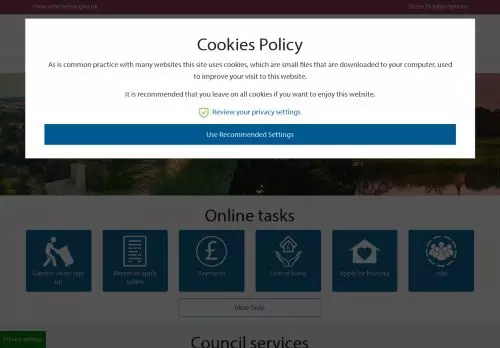 www.winchester.gov.uk
Show Display options
Cookies Policy
As is common practice with many websites this site uses cookies, which are small files that are downloaded to your computer, used
to improve your visit to this website.
It is recommended that you leave on all cookies if you want to enjoy this website.
Review your privacy settings
Use Recommended Settings
Online tasks
Garden waste sign
up
Report or apply
online
Payments
Cost of living
Apply for housing
Jobs
More Tasks
Privacy settings
Council services